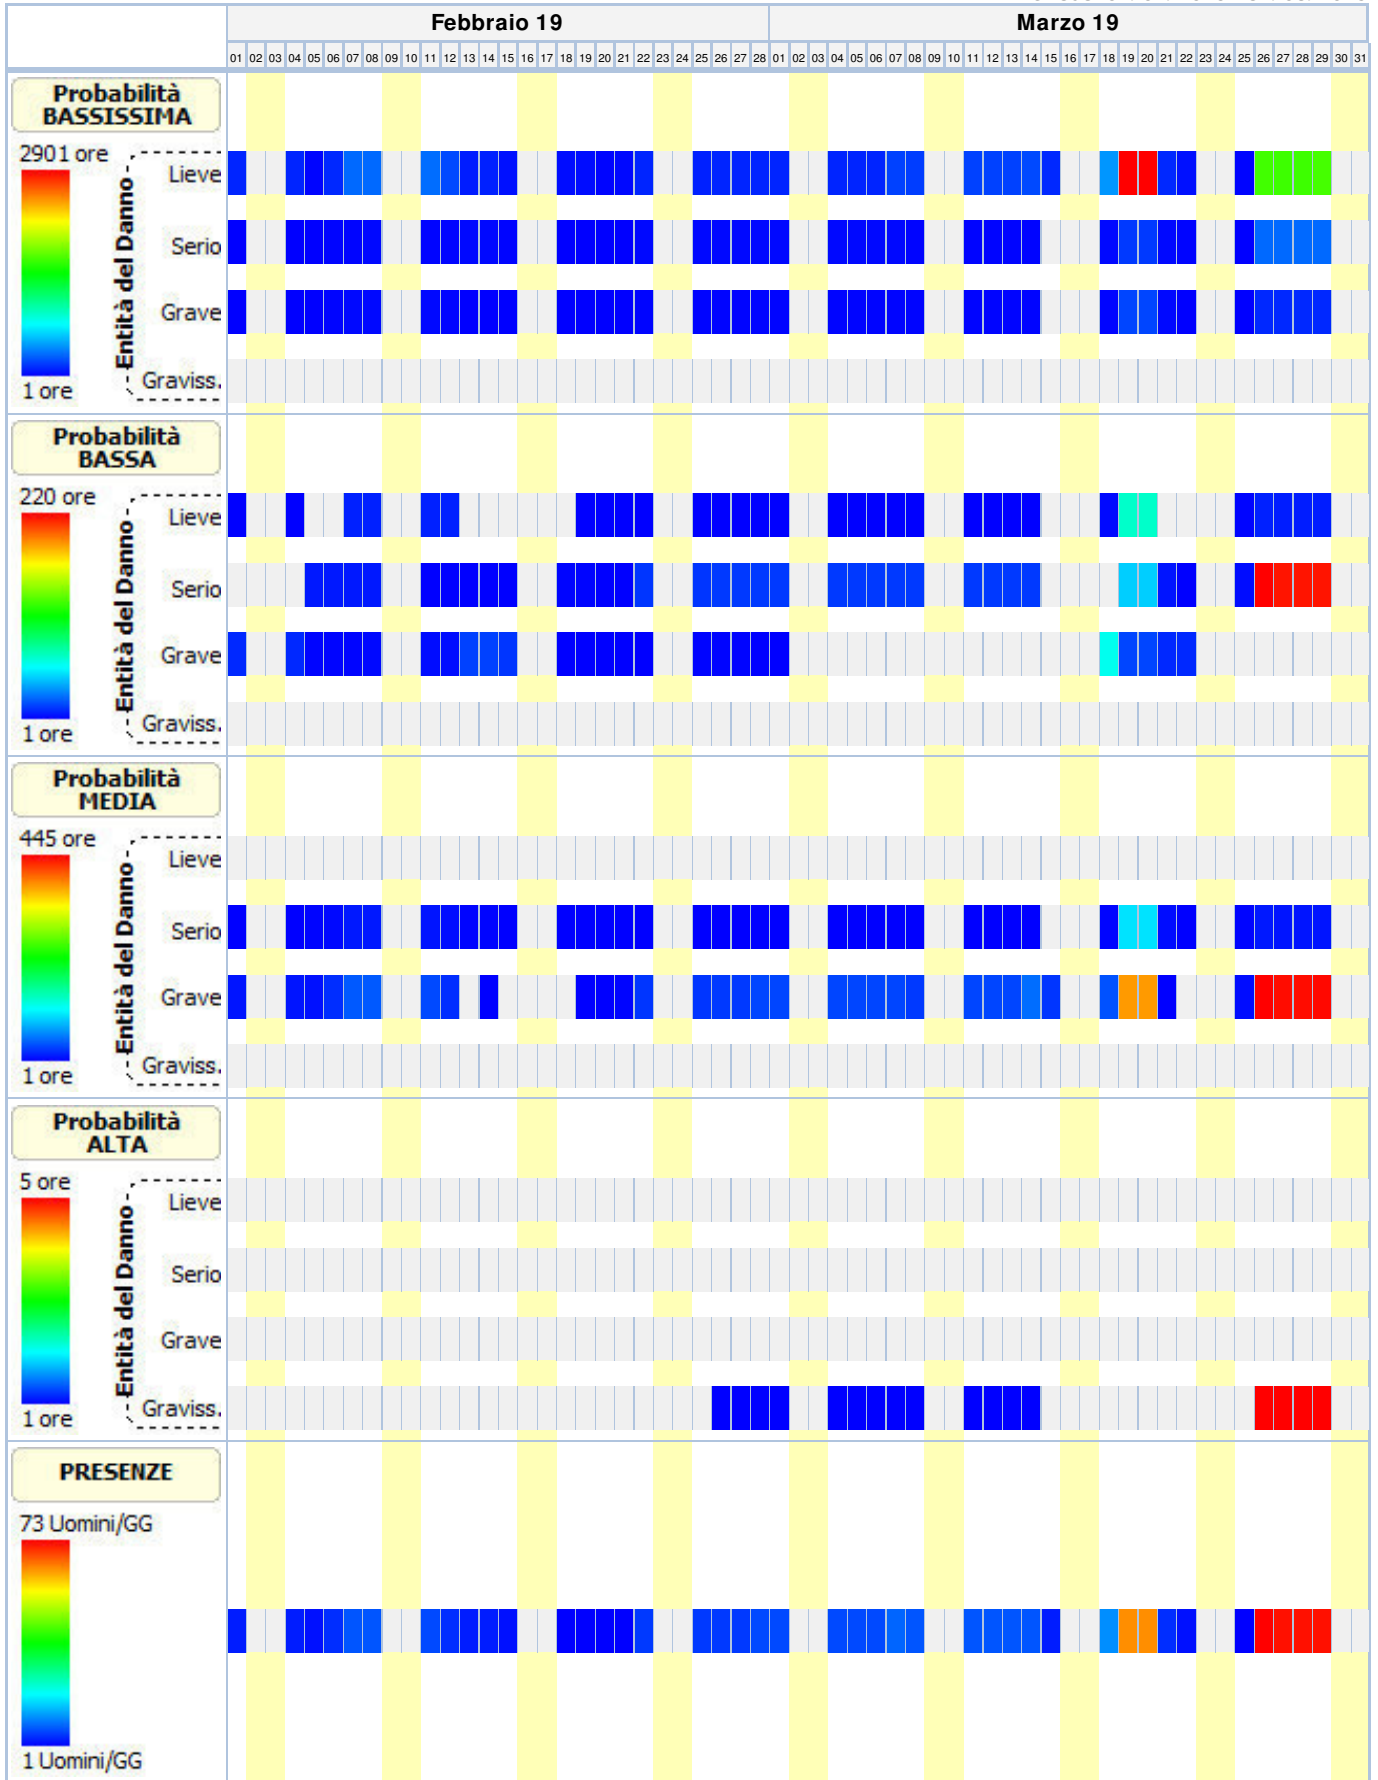 Febbraio 19 Marzo 19
01 02 03 04 05 06 07 08 09 10 11 12 13 14 15 16 17 18 19 20 21 22 23 24 25 26 27 28 01 02 03 04 05 06 07 08 09 10 11 12 13 14 15 16 17 18 19 20 21 22 23 24 25 26 27 28 29 30 31
Probabilità
BASSISSIMA
2901 ore
Entità del Danno
Lieve
Serio
Grave
Graviss.
1 ore
Probabilità
BASSA
220 ore
Entità del Danno
Lieve
Serio
Grave
Graviss.
1 ore
Probabilità
MEDIA
445 ore
Entità del Danno
Lieve
Serio
Grave
Graviss.
1 ore
Probabilità
ALTA
5 ore
Entità del Danno
Lieve
Serio
Grave
Graviss.
1 ore
PRESENZE
73 Uomini/GG
1 Uomini/GG